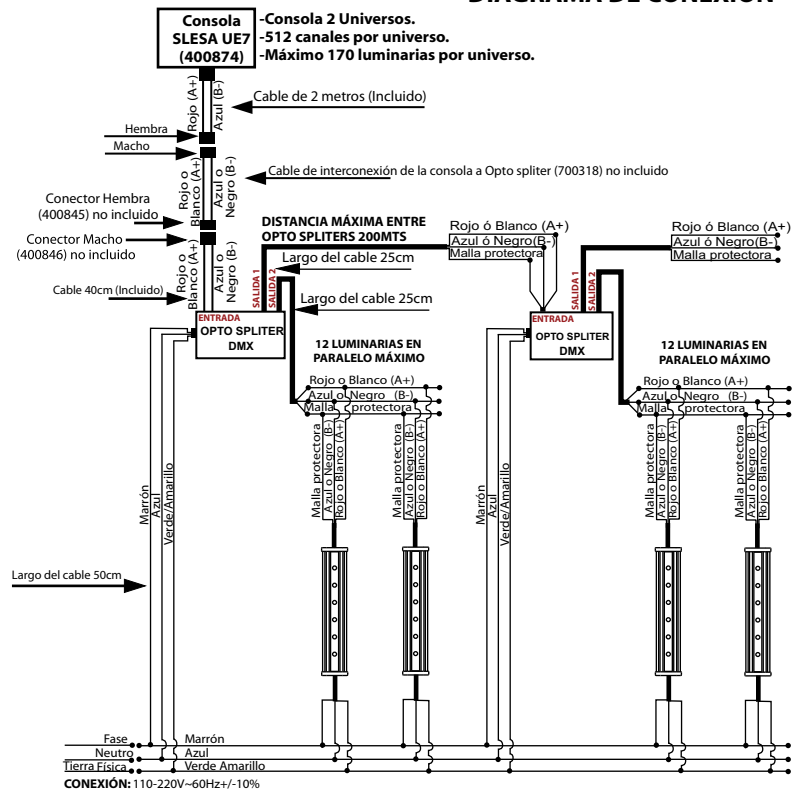 DIAGRAMA DE CONEXIÓN
Consola
SLESA UE7
(400874)
-Consola 2 Universos.
-512 canales por universo.
-Máximo 170 luminarias por universo.
Rojo (A+)
Azul (B-)
Cable de 2 metros (Incluido)
Hembra
Macho
Rojo o
Blanco (A+)
Azul o
Negro (B-)
Cable de interconexión de la consola a Opto spliter (700318) no incluido
Conector Hembra
(400845) no incluido
Conector Macho
(400846) no incluido
Rojo o
Blanco (A+)
Azul o
Negro (B-)
Cable 40cm (Incluido)
DISTANCIA MÁXIMA ENTRE
OPTO SPLITERS 200MTS
Largo del cable 25cm
Largo del cable 25cm
SALIDA 1
SALIDA 2
ENTRADA
OPTO SPLITER
DMX
Rojo ó Blanco (A+)
Azul ó Negro(B-)
Malla protectora
SALIDA 1
SALIDA 2
ENTRADA
OPTO SPLITER
DMX
Rojo ó Blanco (A+)
Azul ó Negro(B-)
Malla protectora
12 LUMINARIAS EN
PARALELO MÁXIMO
Rojo o Blanco (A+)
Azul o Negro (B-)
Malla protectora
12 LUMINARIAS EN
PARALELO MÁXIMO
Rojo o Blanco (A+)
Azul o Negro (B-)
Malla protectora
Malla protectora
Azul o Negro (B-)
Rojo o Blanco (A+)
Malla protectora
Azul o Negro (B-)
Rojo o Blanco (A+)
Malla protectora
Azul o Negro (B-)
Rojo o Blanco (A+)
Malla protectora
Azul o Negro (B-)
Rojo o Blanco (A+)
Marrón
Azul
Verde/Amarillo
Marrón
Azul
Verde/Amarillo
Largo del cable 50cm
Fase Marrón
Neutro Azul
Tierra Física Verde Amarillo
CONEXIÓN: 110-220V~60Hz+/-10%